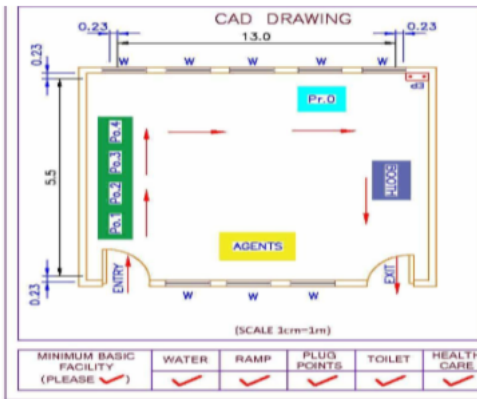 CAD DRAWING
0.23
13.0
0.23
0.23
W
W
W
W
W
Pr.O
Po.4
Po.3
Po.2
Po.1
5.5
BOOTH
AGENTS
ENTRY
EXIT
0.23
W
W
W
(SCALE 1cm=1m)
MINIMUM BASIC
FACILITY
(PLEASE ✓)
WATER
RAMP
PLUG
POINTS
TOILET
HEALTH
CARE